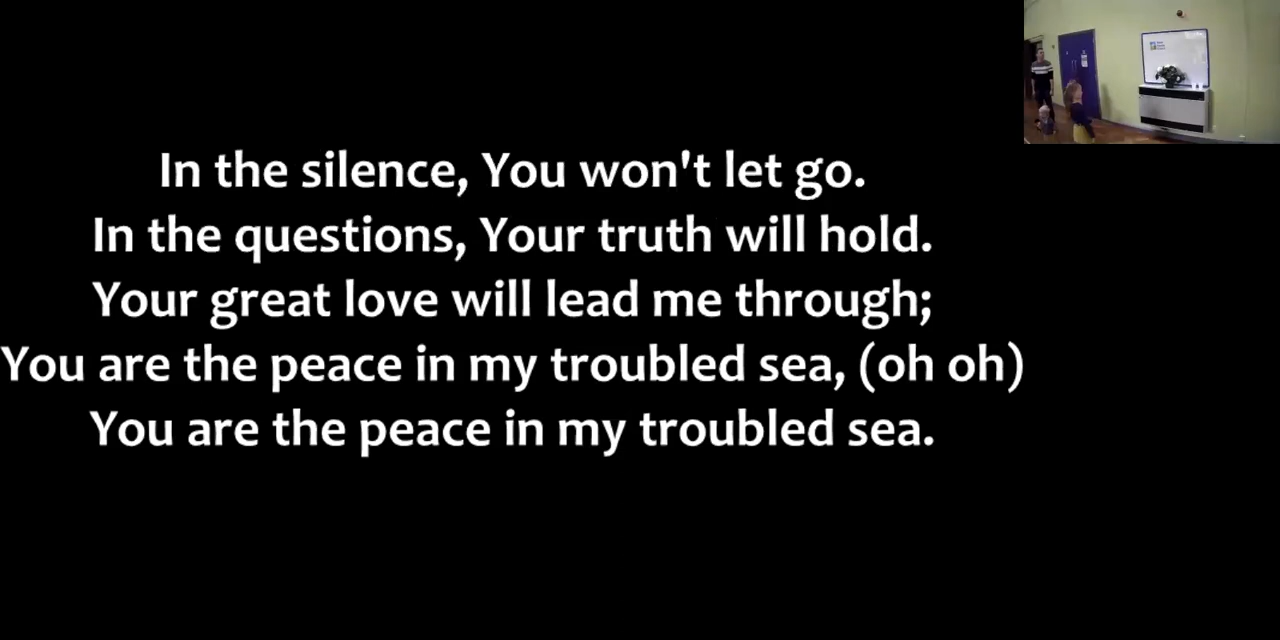 In the silence, You won't let go.
In the questions, Your truth will hold.
Your great love will lead me through;
You are the peace in my troubled sea, (oh oh)
You are the peace in my troubled sea.